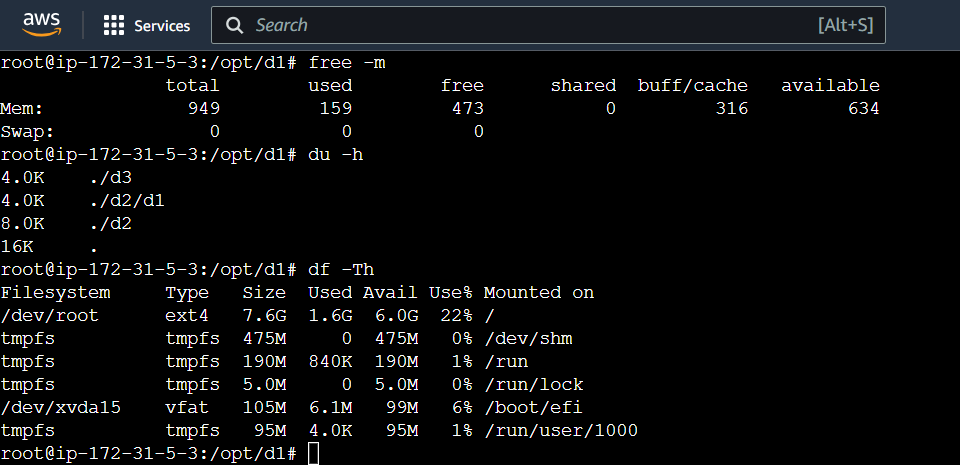 aws Services Search [Alt+S]
root@ip-172-31-5-3:/opt/d1# free -m
total used free shared buff/cache available
Mem: 949 159 473 0 316 634
Swap: 0 0 0
root@ip-172-31-5-3:/opt/d1# du -h
4.0K ./d3
4.0K ./d2/d1
8.0K ./d2
16K .
root@ip-172-31-5-3:/opt/d1# df -Th
Filesystem Type Size Used Avail Use% Mounted on
/dev/root ext4 7.6G 1.6G 6.0G 22% /
tmpfs tmpfs 475M 0 475M 0% /dev/shm
tmpfs tmpfs 190M 840K 190M 1% /run
tmpfs tmpfs 5.0M 0 5.0M 0% /run/lock
/dev/xvda15 vfat 105M 6.1M 99M 6% /boot/efi
tmpfs tmpfs 95M 4.0K 95M 1% /run/user/1000
root@ip-172-31-5-3:/opt/d1#